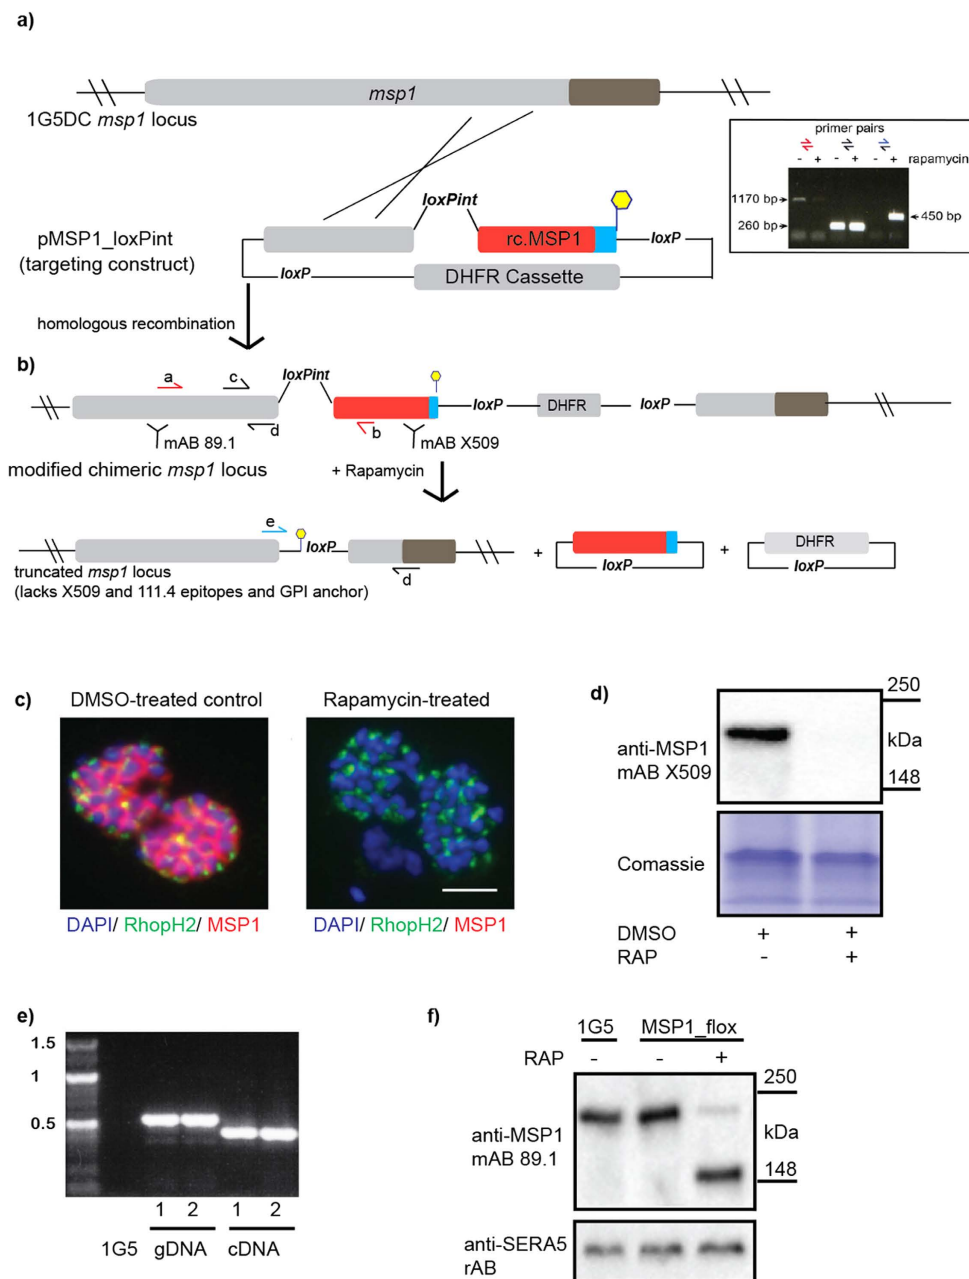 a)
msp1
1G5DC msp1 locus
primer pairs
- + - + - + rapamycin
1170 bp
260 bp
450 bp
loxPint
pMSP1_loxPint
(targeting construct)
rc.MSP1
loxP
loxP
DHFR Cassette
homologous recombination
b)
a
c
loxPint
loxP
DHFR
loxP
d
b
mAB 89.1
mAB X509
modified chimeric msp1 locus
+ Rapamycin
e
loxP
d
truncated msp1 locus
(lacks X509 and 111.4 epitopes and GPI anchor)
+
loxP
+
DHFR
loxP
c)
DMSO-treated control
Rapamycin-treated
DAPI/ RhopH2/ MSP1
DAPI/ RhopH2/ MSP1
d)
250
anti-MSP1
mAB X509
kDa
148
Comassie
DMSO + +
RAP - +
e)
1.5
1
0.5
1 2 1 2
1G5 gDNA cDNA
f)
1G5 MSP1_flox
RAP - - +
250
anti-MSP1
mAB 89.1
kDa
148
anti-SERA5
rAB